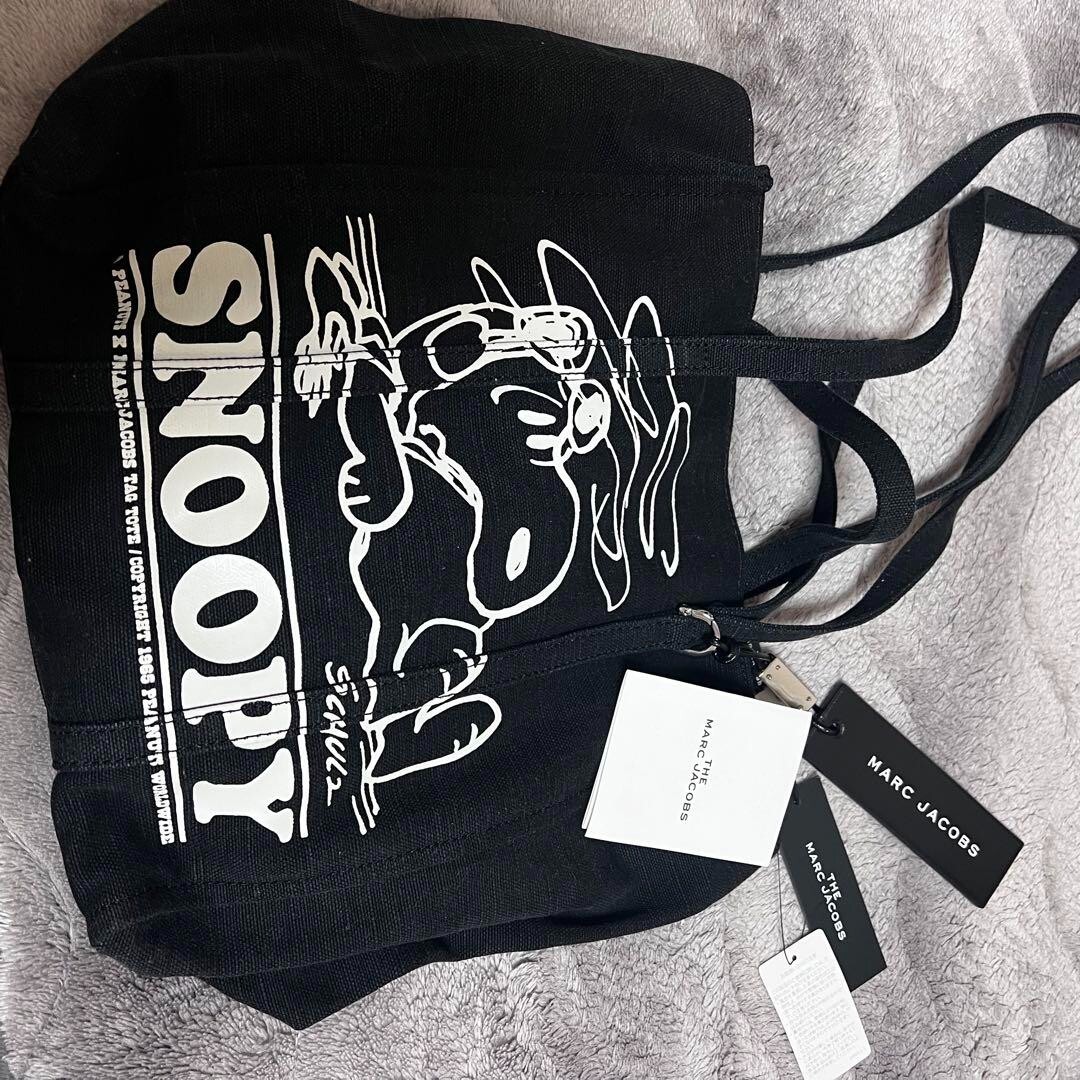 SCHULZ
SNOOPY
PEANUTS X MARC JACOBS TAG TOTE / COPYRIGHT 1965 PEANUTS WORLDWIDE
THE
MARC JACOBS
MARC JACOBS
THE
MARC JACOBS